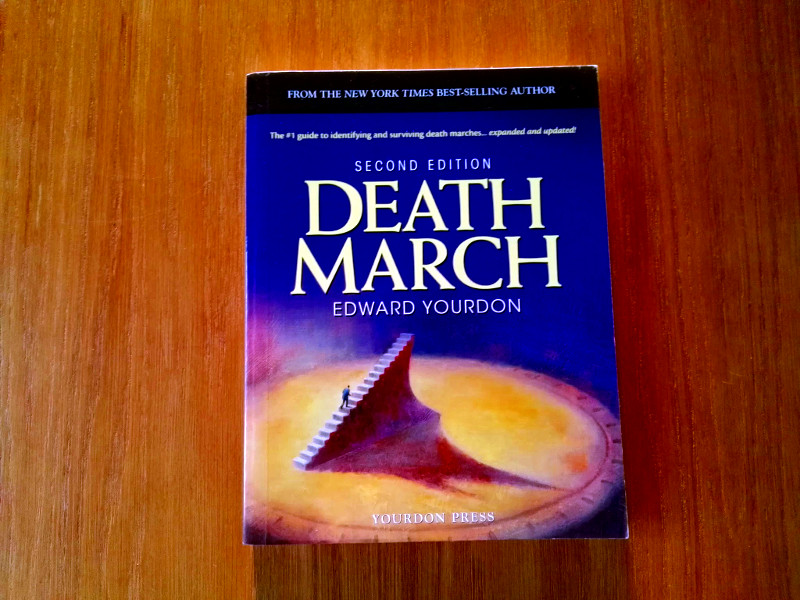 FROM THE NEW YORK TIMES BEST-SELLING AUTHOR
The #1 guide to identifying and surviving death marches... expanded and updated!
SECOND EDITION
DEATH
MARCH
EDWARD YOURDON
YOURDON PRESS